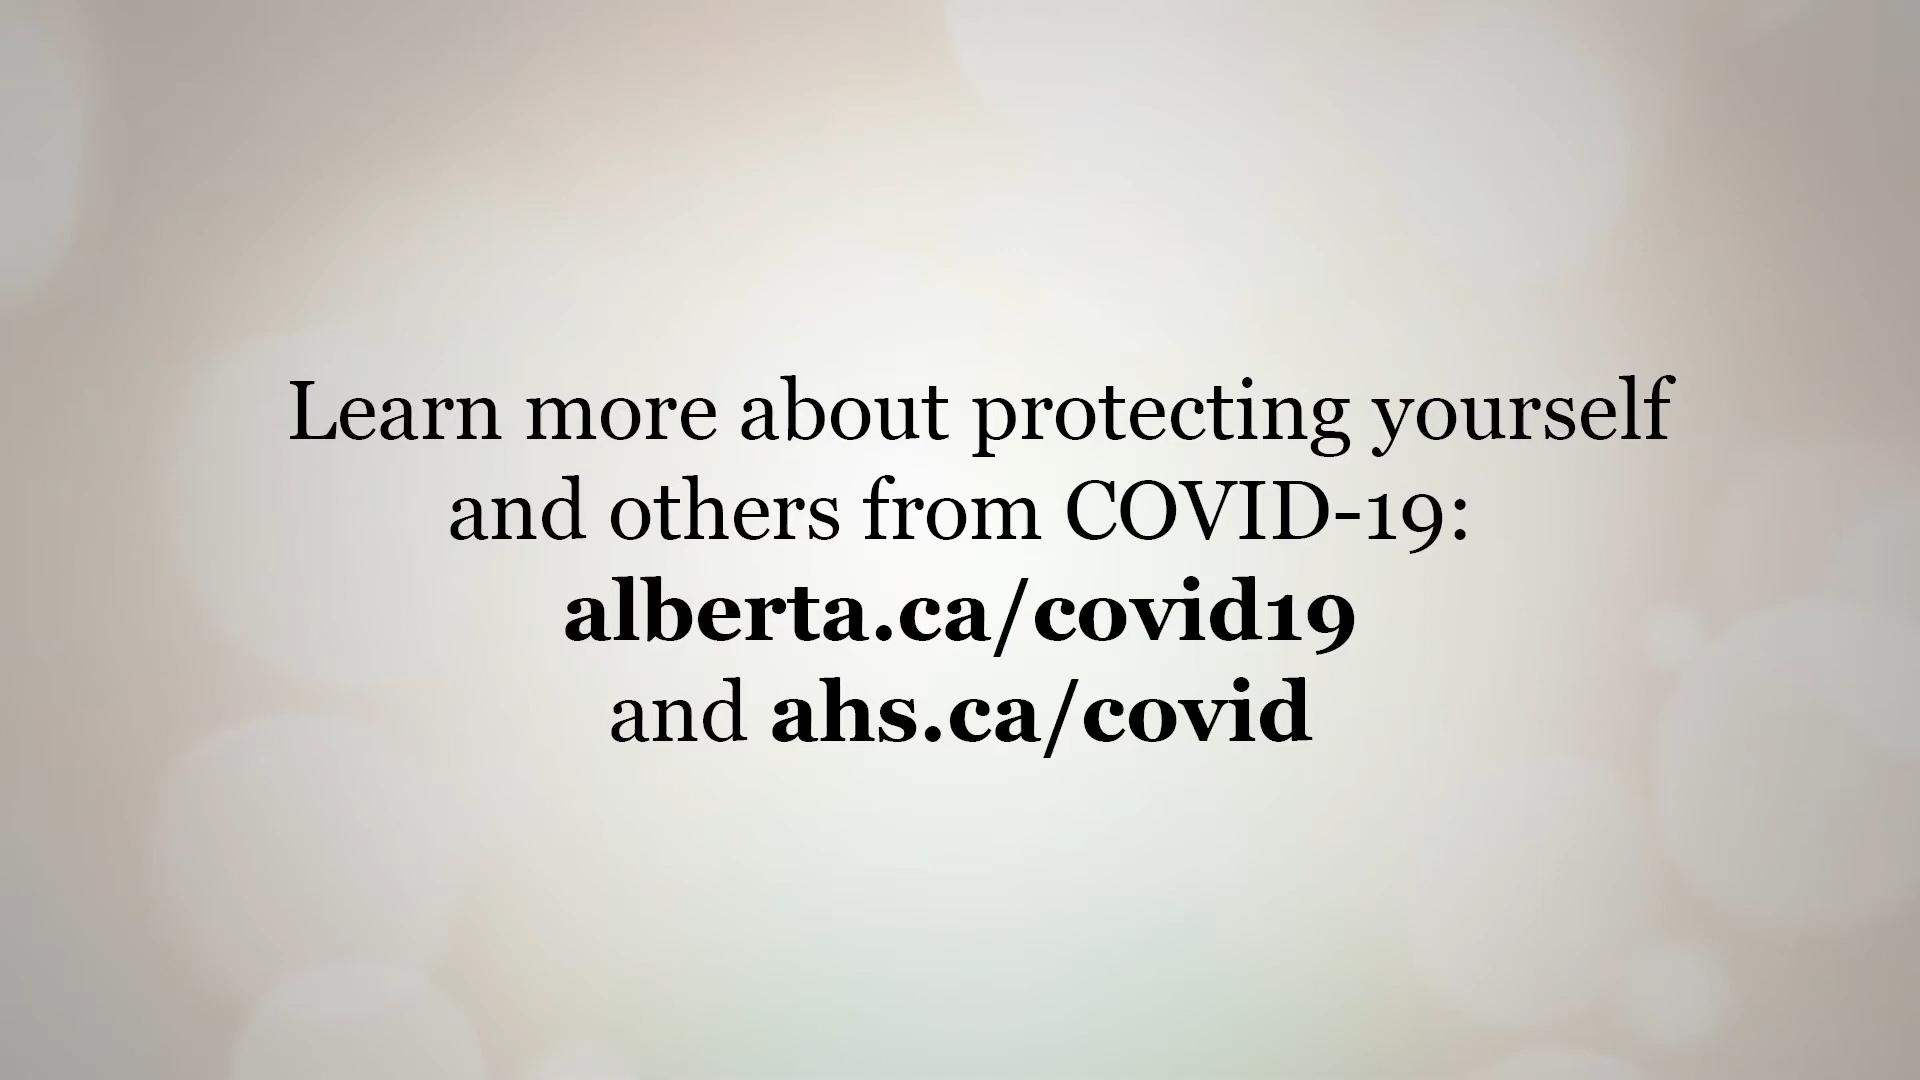 Learn more about protecting yourself
and others from COVID-19:
alberta.ca/covid19
and ahs.ca/covid